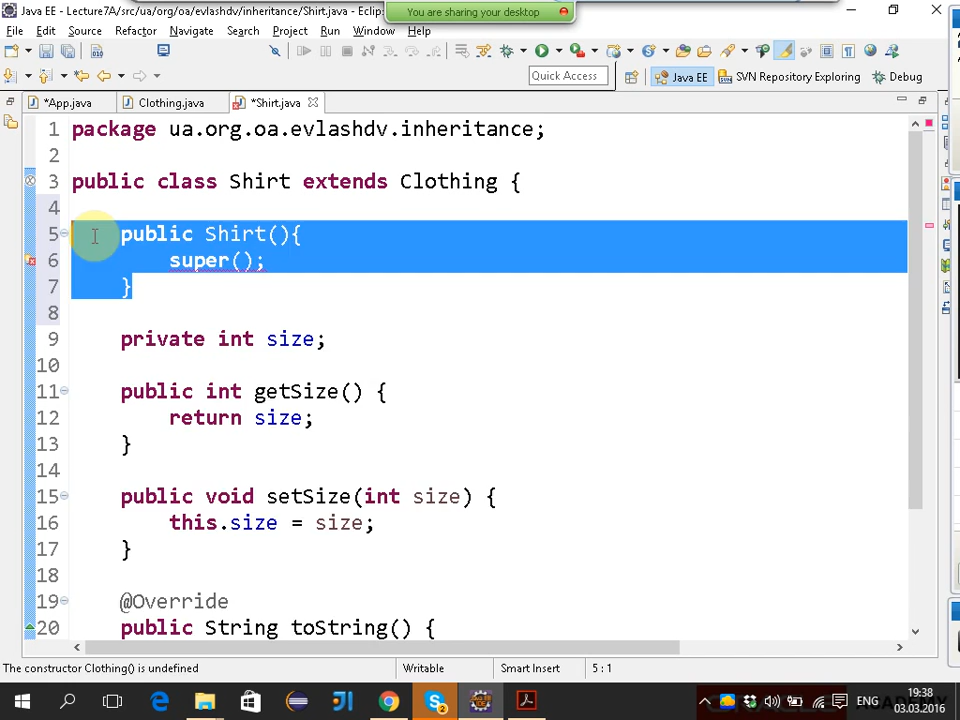 Java EE - Lecture7A/src/ua/org/oa/evlashdv/inheritance/Shirt.java - Eclips
You are sharing your desktop
File Edit Source Refactor Navigate Search Project Run Window Help
Quick Access
Java EE
SVN Repository Exploring
Debug
*App.java
Clothing.java
*Shirt.java
1 package ua.org.oa.evlashdv.inheritance;
2
3 public class Shirt extends Clothing {
4
5 public Shirt(){
6 super();
7 }
8
9 private int size;
10
11 public int getSize() {
12 return size;
13 }
14
15 public void setSize(int size) {
16 this.size = size;
17 }
18
19 @Override
20 public String toString() {
The constructor Clothing() is undefined
Writable
Smart Insert
5 : 1
ENG
19:38
03.03.2016